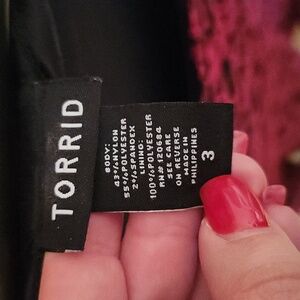 TORRID
BODY:
43%NYLON
55%POLYESTER
2%SPANDEX
LINING:
100%POLYESTER
RN# 120684
SEE CARE
ON REVERSE
MADE IN
PHILIPPINES
3